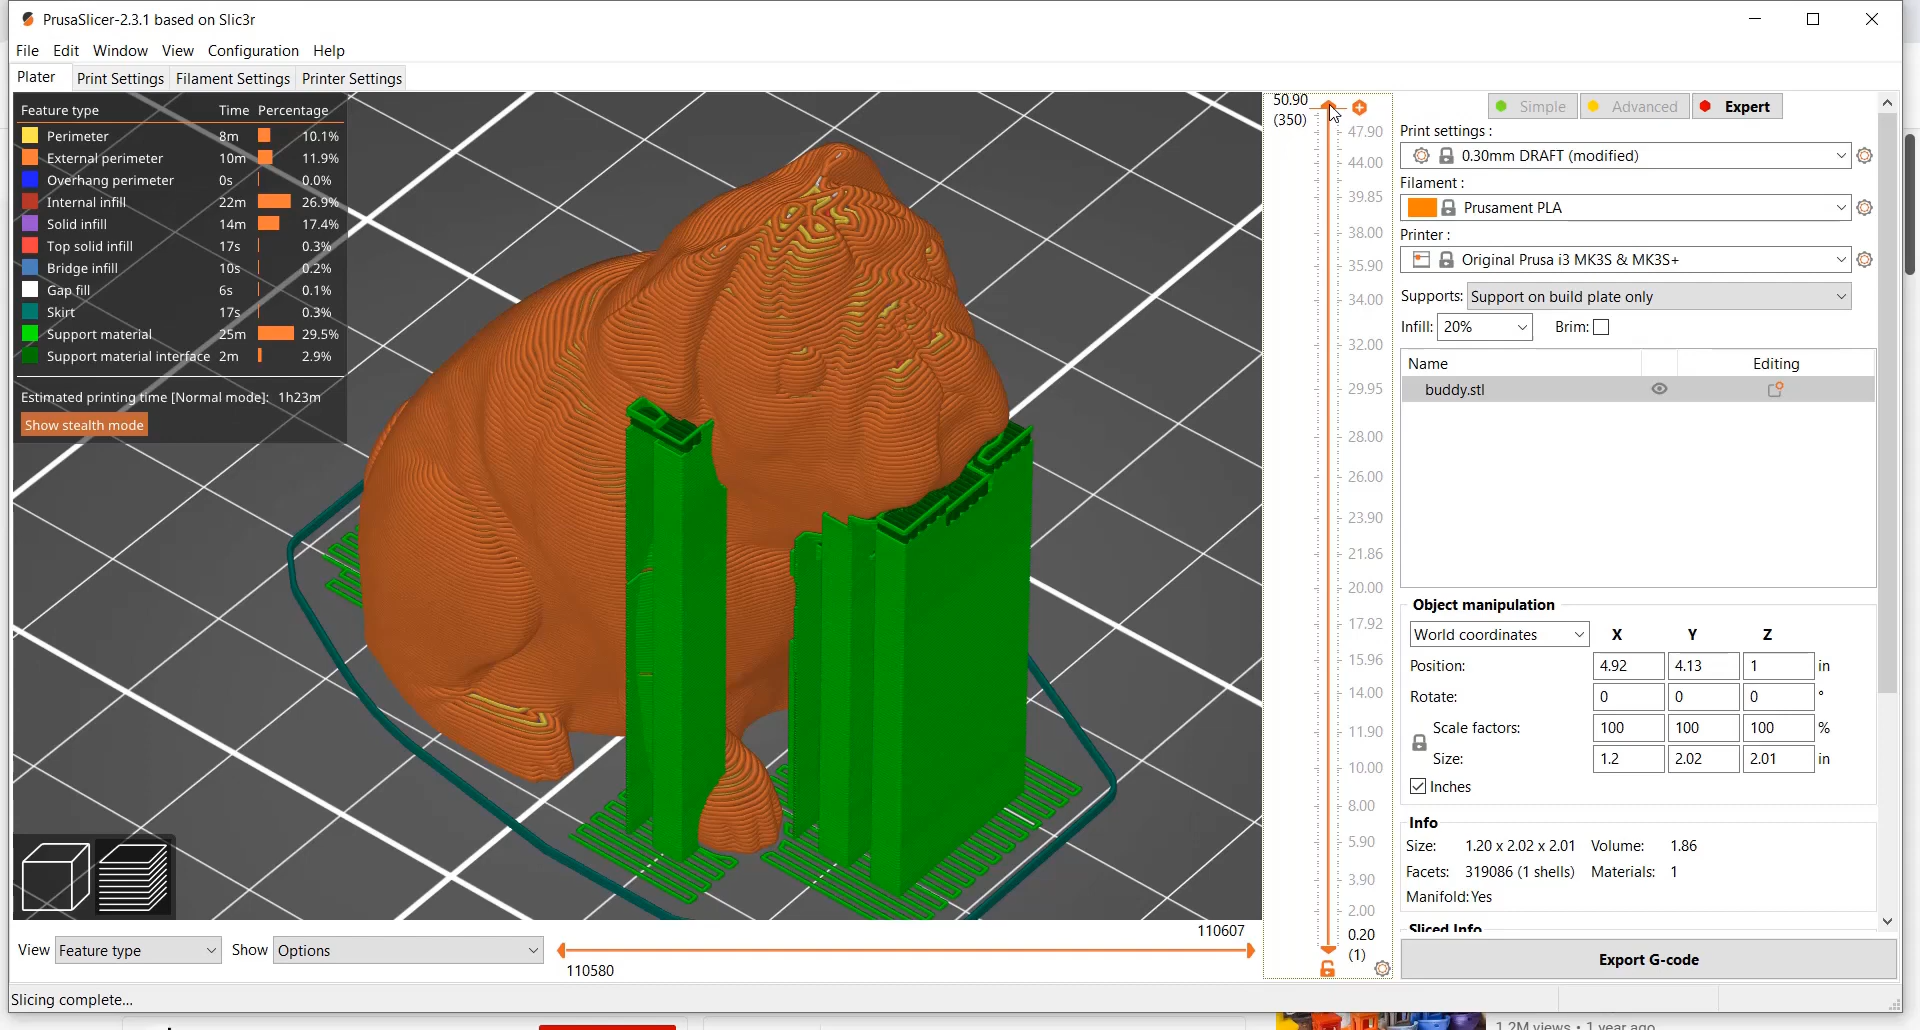 PrusaSlicer-2.3.1 based on Slic3r
File Edit Window View Configuration Help
Plater Print Settings Filament Settings Printer Settings
Feature type Time Percentage
Perimeter 8m 10.1%
External perimeter 10m 11.9%
Overhang perimeter 0s 0.0%
Internal infill 22m 26.9%
Solid infill 14m 17.4%
Top solid infill 17s 0.3%
Bridge infill 10s 0.2%
Gap fill 6s 0.1%
Skirt 17s 0.3%
Support material 25m 29.5%
Support material interface 2m 2.9%
Estimated printing time [Normal mode]: 1h23m
Show stealth mode
View Feature type Show Options
110607
110580
50.90
(350)
47.90
44.00
39.85
38.00
35.90
34.00
32.00
29.95
28.00
26.00
23.90
21.86
20.00
17.92
15.96
14.00
11.90
10.00
8.00
5.90
3.90
2.00
0.20
(1)
Simple Advanced Expert
Print settings :
0.30mm DRAFT (modified)
Filament :
Prusament PLA
Printer :
Original Prusa i3 MK3S & MK3S+
Supports: Support on build plate only
Infill: 20% Brim:
Name Editing
buddy.stl
Object manipulation
World coordinates X Y Z
Position: 4.92 4.13 1 in
Rotate: 0 0 0 °
Scale factors: 100 100 100 %
Size: 1.2 2.02 2.01 in
Inches
Info
Size: 1.20 x 2.02 x 2.01 Volume: 1.86
Facets: 319086 (1 shells) Materials: 1
Manifold: Yes
Sliced Info
Export G-code
Slicing complete...
1.2M views • 1 year ago